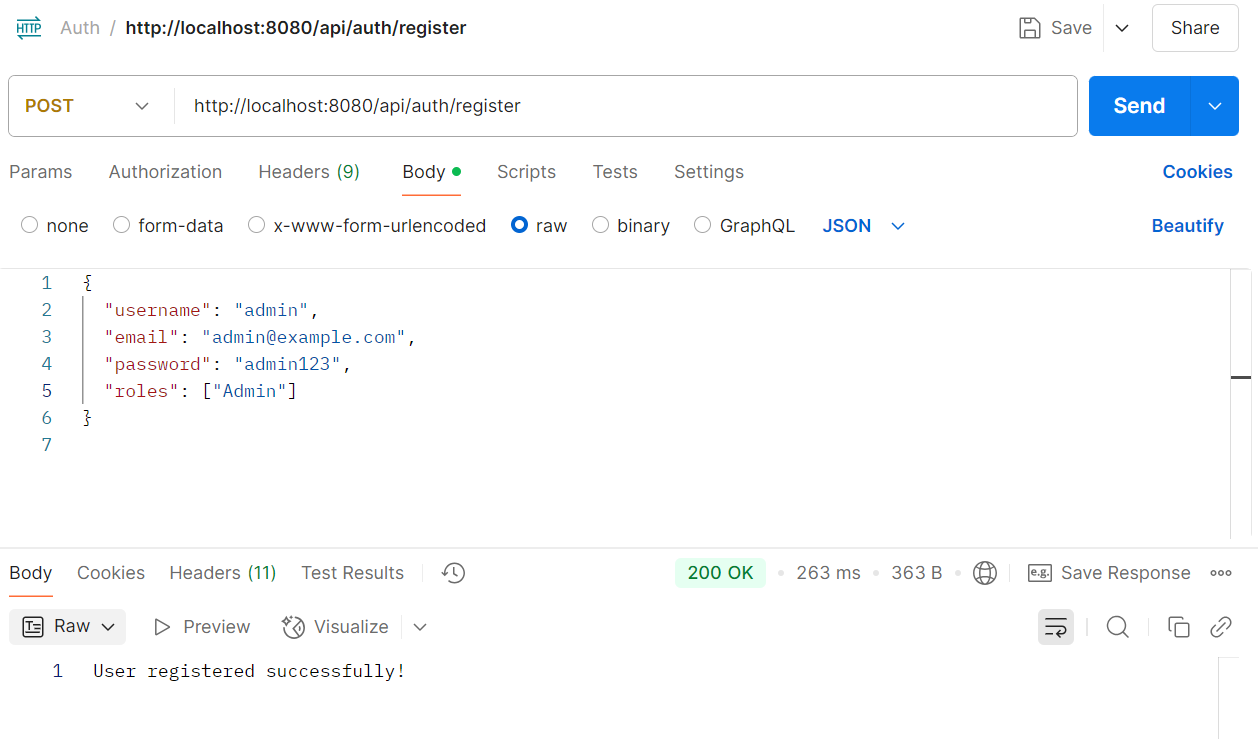 HTTP Auth / http://localhost:8080/api/auth/register Save Share
POST http://localhost:8080/api/auth/register Send
Params Authorization Headers (9) Body Scripts Tests Settings Cookies
none form-data x-www-form-urlencoded raw binary GraphQL JSON Beautify
1 {
2 "username": "admin",
3 "email": "admin@example.com",
4 "password": "admin123",
5 "roles": ["Admin"]
6 }
7
Body Cookies Headers (11) Test Results 200 OK • 263 ms • 363 B • e.g. Save Response
Raw Preview Visualize
1 User registered successfully!